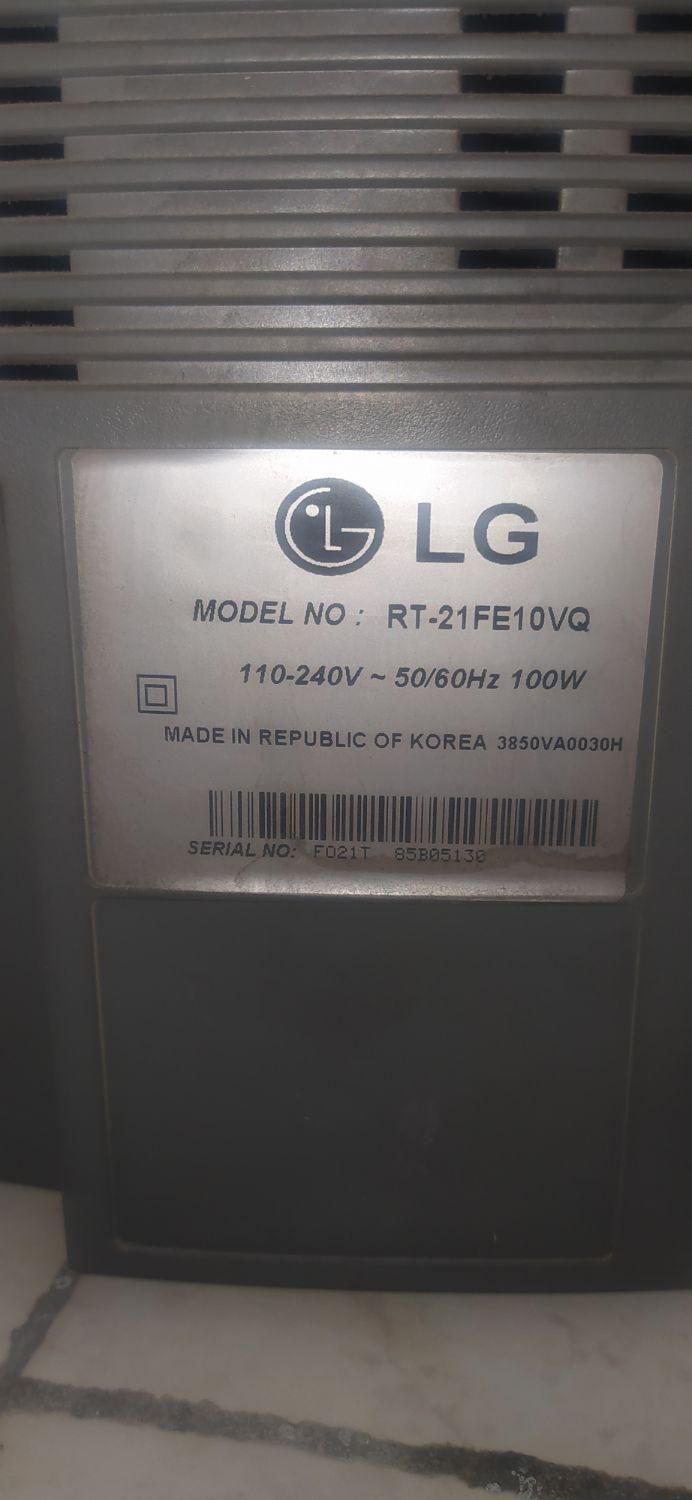 LG
MODEL NO : RT-21FE10VQ
110-240V ~ 50/60Hz 100W
MADE IN REPUBLIC OF KOREA 3850VA0030H
SERIAL NO: FO21T 85B05130